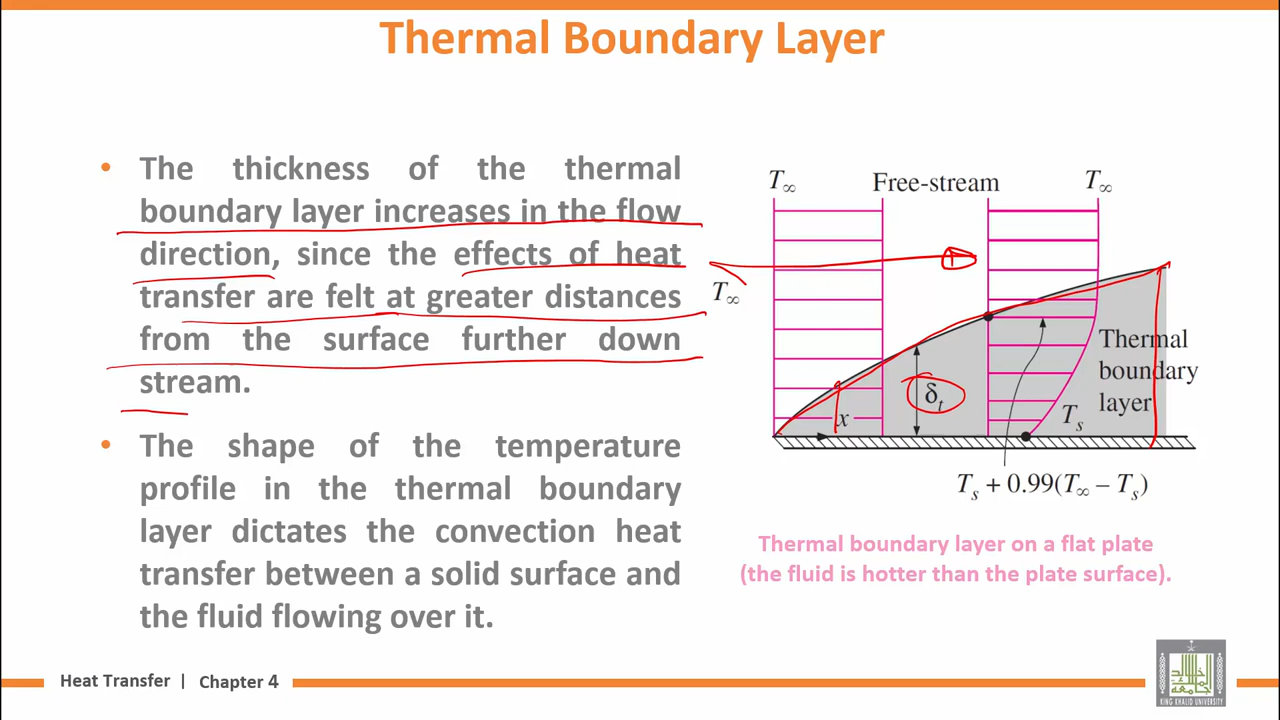 Thermal Boundary Layer
• The thickness of the thermal
boundary layer increases in the flow
direction, since the effects of heat
transfer are felt at greater distances
from the surface further down
stream.
• The shape of the temperature
profile in the thermal boundary
layer dictates the convection heat
transfer between a solid surface and
the fluid flowing over it.
T∞ Free-stream T∞
T∞
Thermal
boundary
layer
δt
x
Ts
Ts + 0.99(T∞ – Ts)
Thermal boundary layer on a flat plate
(the fluid is hotter than the plate surface).
Heat Transfer | Chapter 4
KING KHALID UNIVERSITY